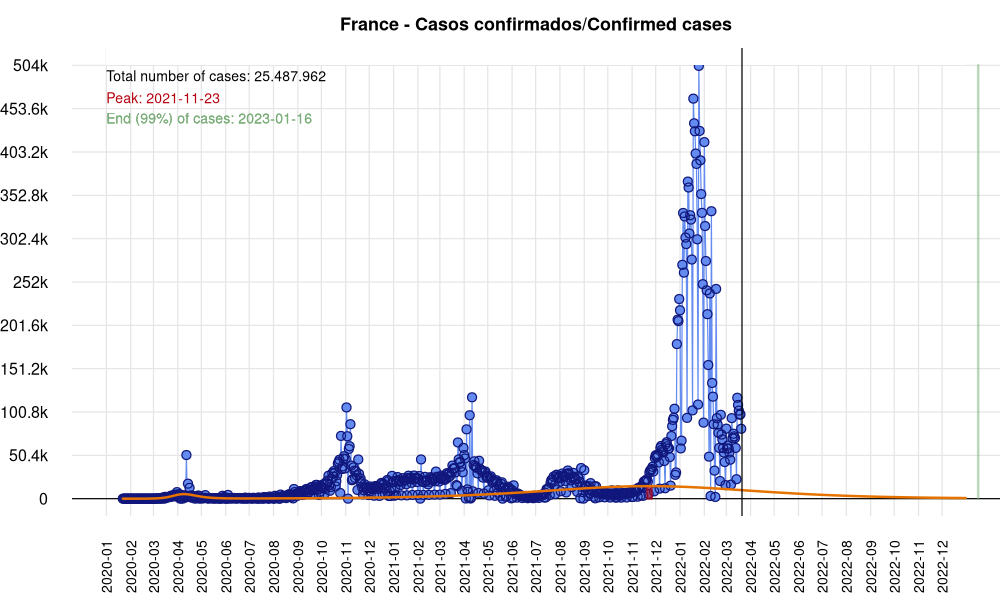 France - Casos confirmados/Confirmed cases
Total number of cases: 25.487.962
Peak: 2021-11-23
End (99%) of cases: 2023-01-16
504k
453.6k
403.2k
352.8k
302.4k
252k
201.6k
151.2k
100.8k
50.4k
0
2020-01
2020-02
2020-03
2020-04
2020-05
2020-06
2020-07
2020-08
2020-09
2020-10
2020-11
2020-12
2021-01
2021-02
2021-03
2021-04
2021-05
2021-06
2021-07
2021-08
2021-09
2021-10
2021-11
2021-12
2022-01
2022-02
2022-03
2022-04
2022-05
2022-06
2022-07
2022-08
2022-09
2022-10
2022-11
2022-12